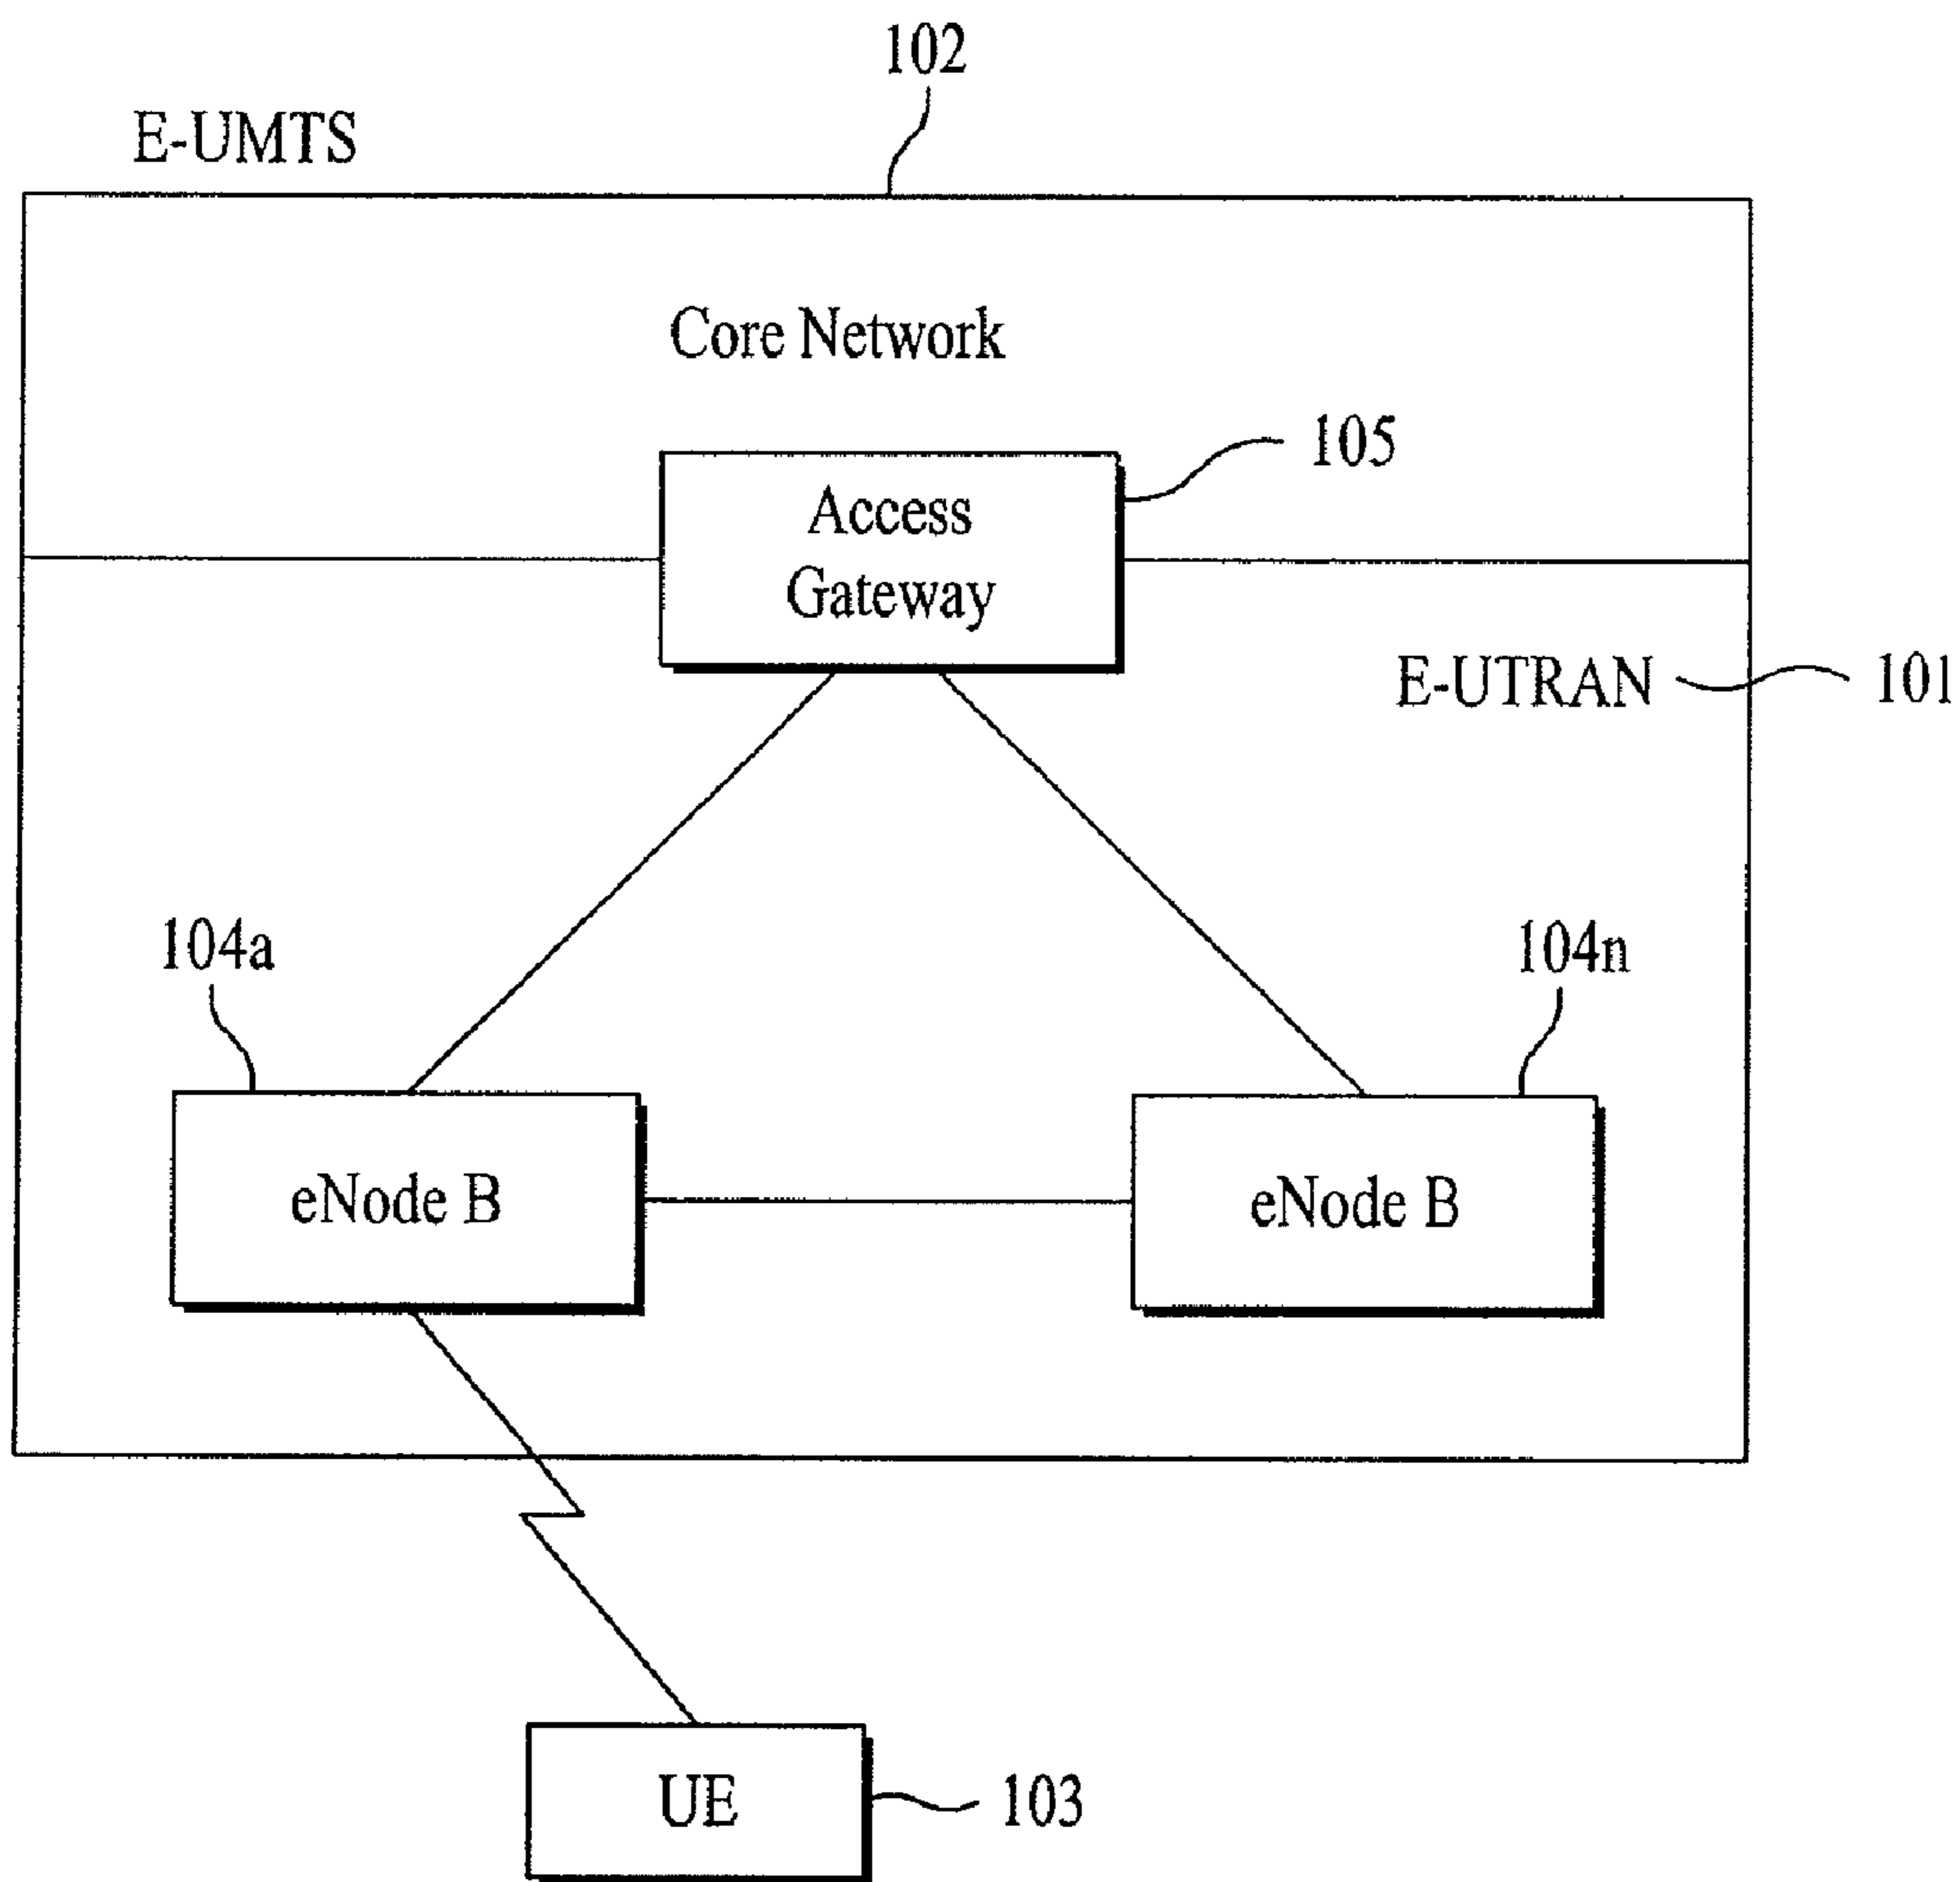 102
E-UMTS
Core Network
105
Access
Gateway
E-UTRAN
101
104a
104n
eNode B
eNode B
UE
103